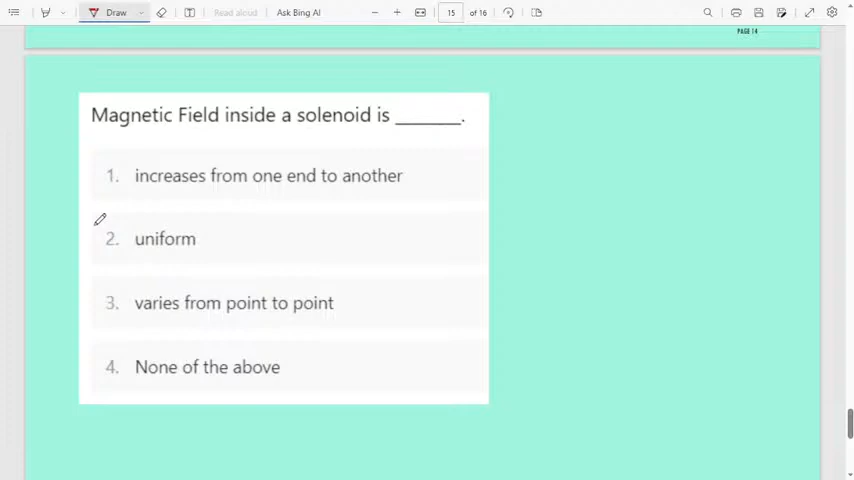 Draw
Read aloud
Ask Bing AI
15
of 16
PAGE 14
Magnetic Field inside a solenoid is _______.
1. increases from one end to another
2. uniform
3. varies from point to point
4. None of the above